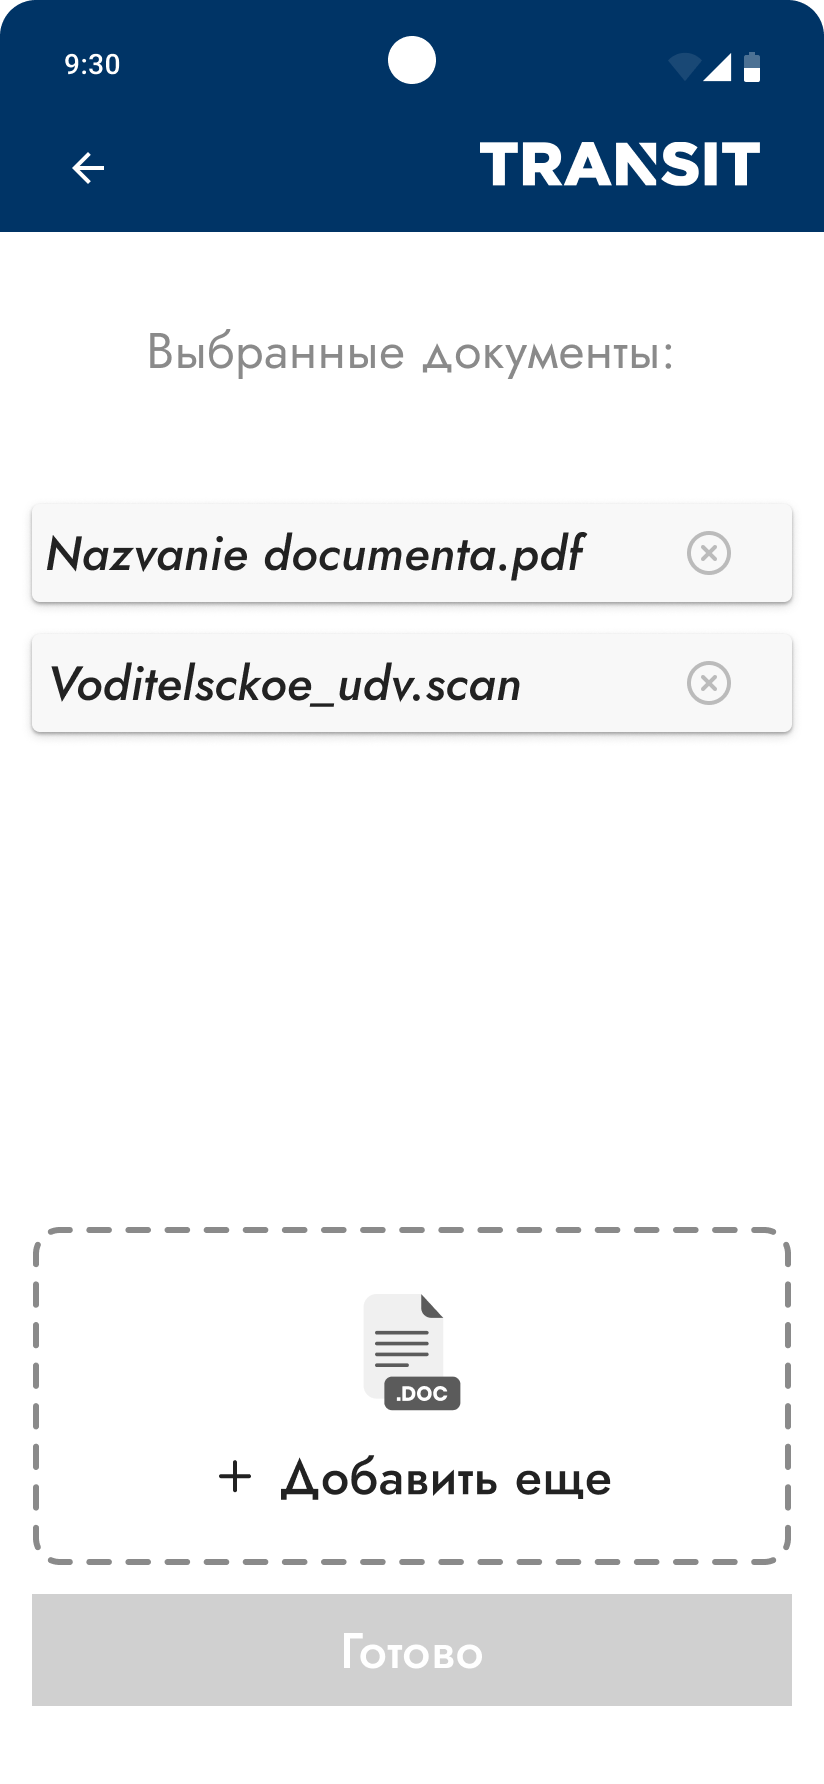 9:30
TRANSIT
Выбранные документы:
Nazvanie documenta.pdf
Voditelsckoe_udv.scan
.DOC
+ Добавить еще
Готово